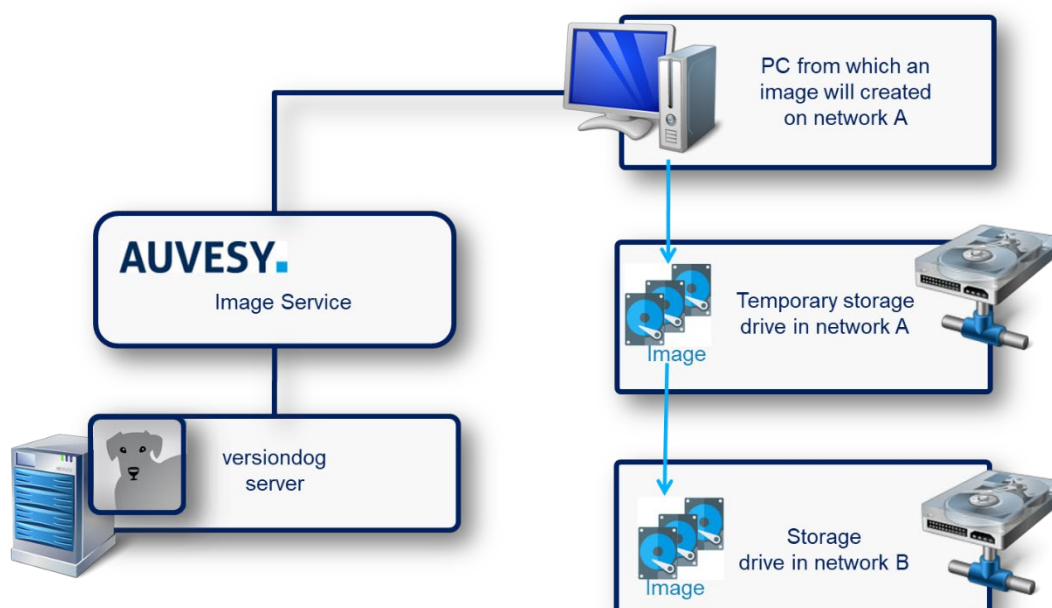 PC from which an
image will created
on network A
AUVESY.
Image Service
Temporary storage
drive in network A
Image
versiondog
server
Storage
drive in network B
Image